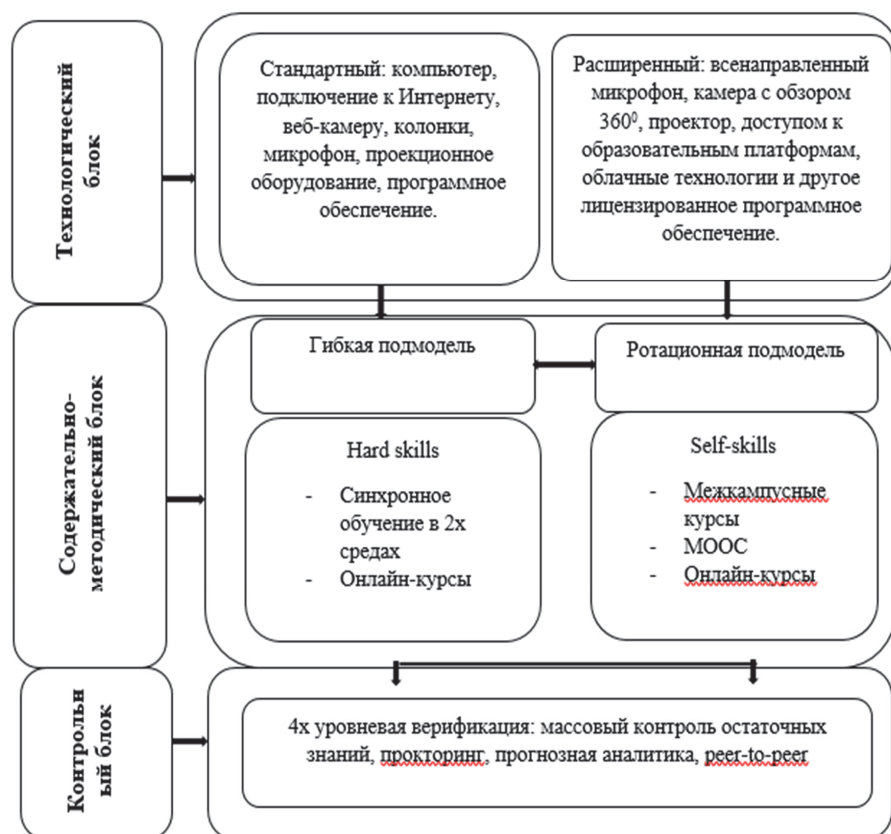 Технологический
блок
Стандартный: компьютер,
подключение к Интернету,
веб-камеру, колонки,
микрофон, проекционное
оборудование, программное
обеспечение.
Расширенный: всенаправленный
микрофон, камера с обзором
360⁰, проектор, доступом к
образовательным платформам,
облачные технологии и другое
лицензированное программное
обеспечение.
Содержательно-
методический блок
Гибкая подмодель
Ротационная подмодель
Hard skills
- Синхронное
обучение в 2х
средах
- Онлайн-курсы
Self-skills
- Межкампусные
курсы
- МООС
- Онлайн-курсы
Контрольн
ый блок
4х уровневая верификация: массовый контроль остаточных
знаний, прокторинг, прогнозная аналитика, peer-to-peer